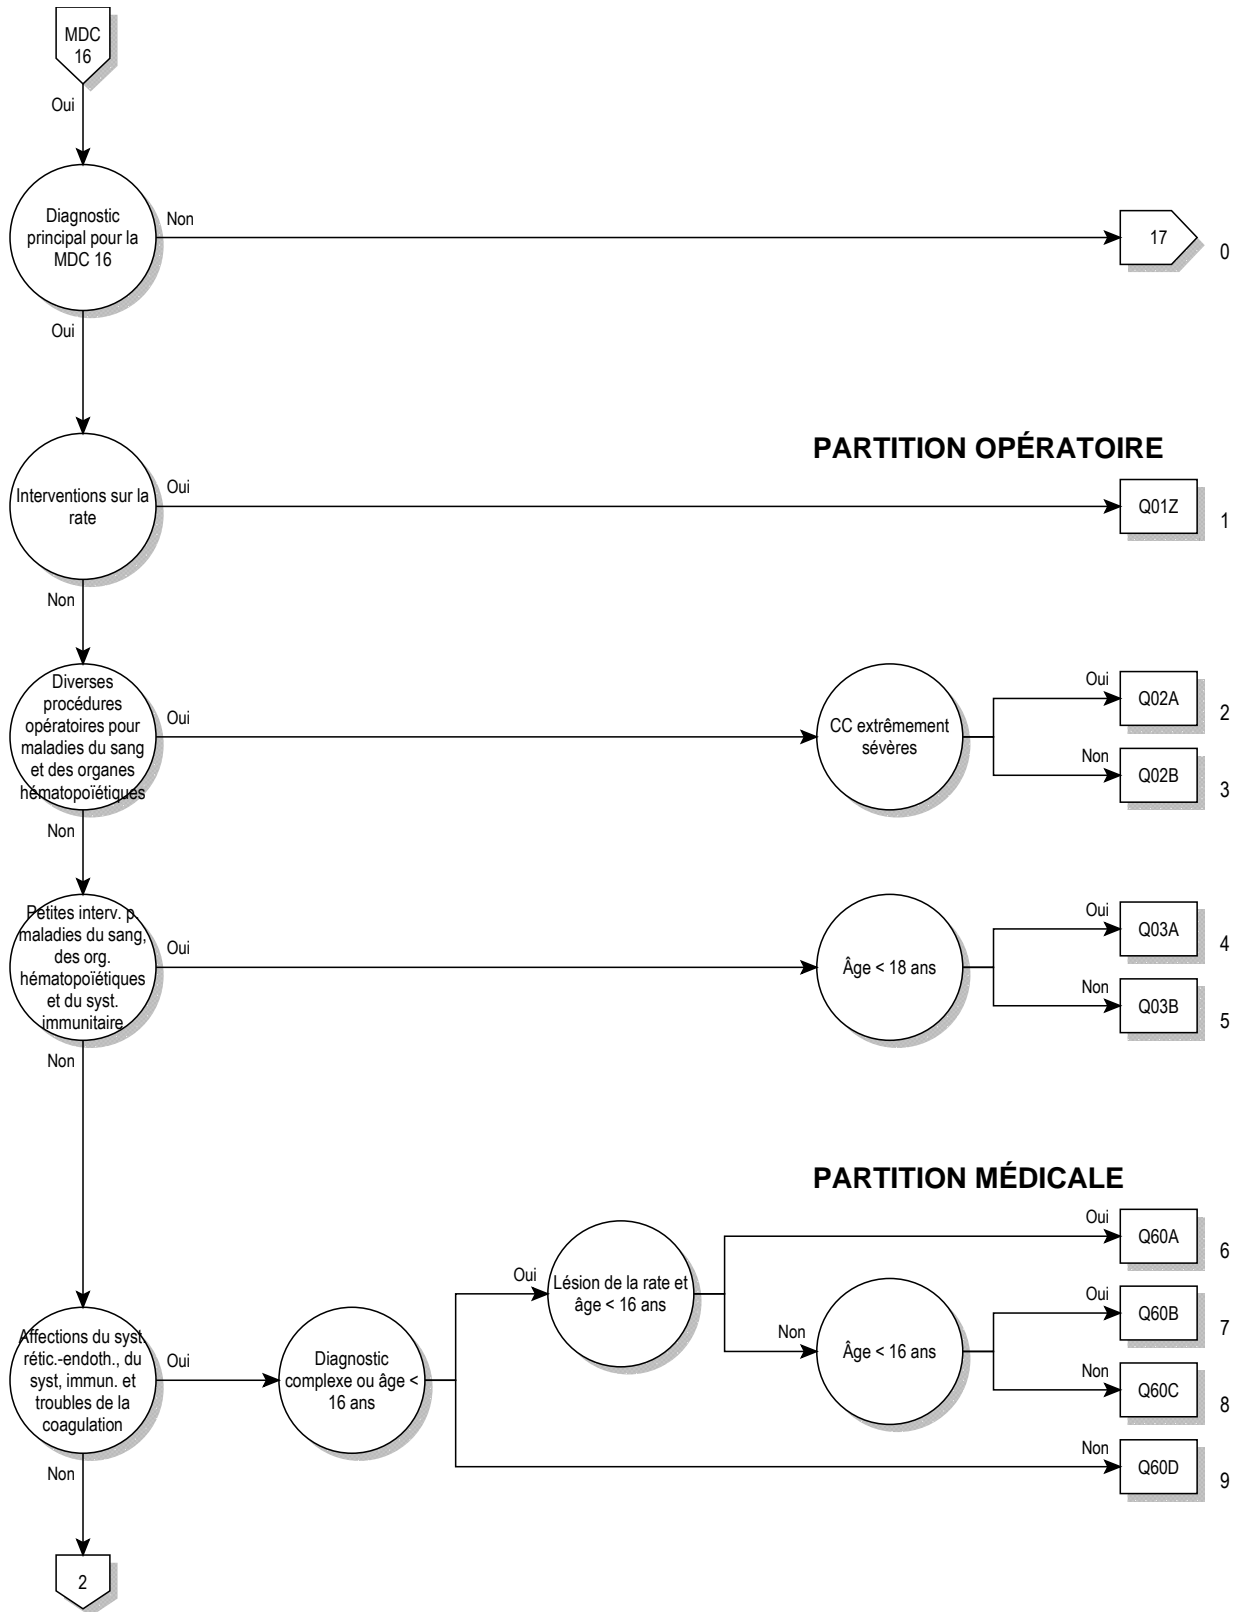 MDC
16
Oui
Diagnostic
principal pour la
MDC 16
Non
17
0
Oui
PARTITION OPÉRATOIRE
Interventions sur la
rate
Oui
Q01Z
1
Non
Diverses
procédures
opératoires pour
maladies du sang
et des organes
hématopoïétiques
Oui
CC extrêmement
sévères
Oui
Q02A
2
Non
Q02B
3
Non
Petites interv. p.
maladies du sang,
des org.
hématopoïétiques
et du syst.
immunitaire
Oui
Âge < 18 ans
Oui
Q03A
4
Non
Q03B
5
Non
PARTITION MÉDICALE
Affections du syst.
rétic.-endoth., du
syst, immun. et
troubles de la
coagulation
Oui
Diagnostic
complexe ou âge <
16 ans
Oui
Lésion de la rate et
âge < 16 ans
Oui
Q60A
6
Non
Âge < 16 ans
Oui
Q60B
7
Non
Q60C
8
Non
Q60D
9
Non
2